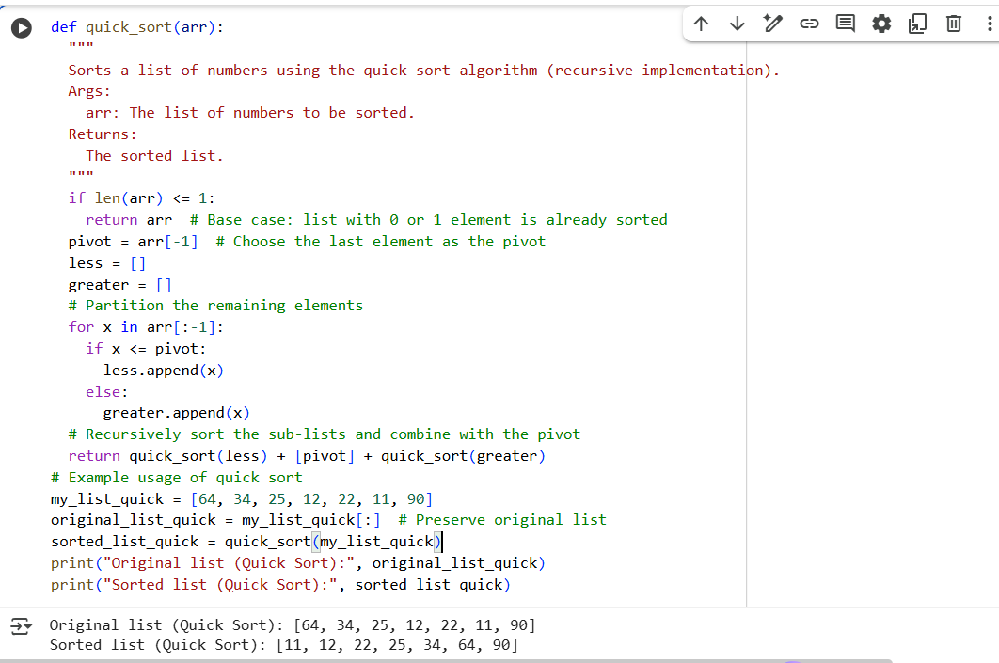 def quick_sort(arr):
  """
  Sorts a list of numbers using the quick sort algorithm (recursive implementation).
  Args:
    arr: The list of numbers to be sorted.
  Returns:
    The sorted list.
  """
  if len(arr) <= 1:
    return arr  # Base case: list with 0 or 1 element is already sorted
  pivot = arr[-1]  # Choose the last element as the pivot
  less = []
  greater = []
  # Partition the remaining elements
  for x in arr[:-1]:
    if x <= pivot:
      less.append(x)
    else:
      greater.append(x)
  # Recursively sort the sub-lists and combine with the pivot
  return quick_sort(less) + [pivot] + quick_sort(greater)
# Example usage of quick sort
my_list_quick = [64, 34, 25, 12, 22, 11, 90]
original_list_quick = my_list_quick[:]  # Preserve original list
sorted_list_quick = quick_sort(my_list_quick)
print("Original list (Quick Sort):", original_list_quick)
print("Sorted list (Quick Sort):", sorted_list_quick)
Original list (Quick Sort): [64, 34, 25, 12, 22, 11, 90]
Sorted list (Quick Sort): [11, 12, 22, 25, 34, 64, 90]